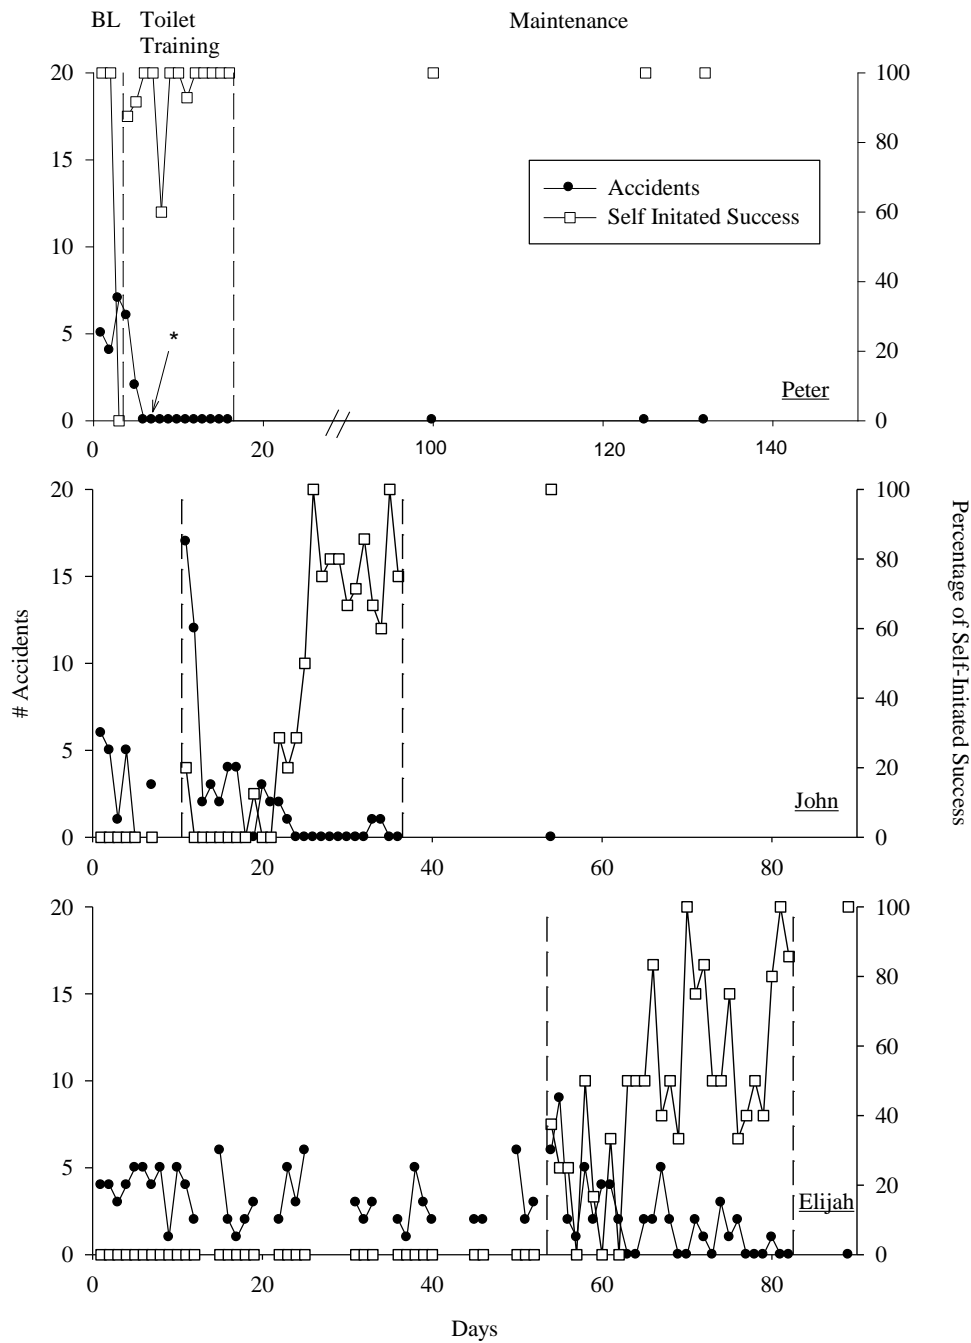 BL Toilet Training Maintenance
20 100
15 80
Accidents
Self Initated Success
10 60
40
5 * 20
Peter
0 0
0 20 100 120 140
20 100
15 80
10 60
40
5 20
John
0 0
0 20 40 60 80
# Accidents
Percentage of Self-Initated Success
20 100
15 80
10 60
40
5 20
Elijah
0 0
0 20 40 60 80
Days